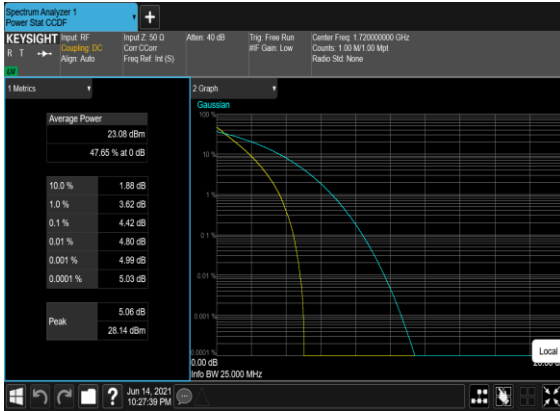 Spectrum Analyzer 1
Power Stat CCDF
KEYSIGHT Input: RF Input Z: 50 Ω Atten: 40 dB Trig: Free Run Center Freq: 1.720000000 GHz
R T Coupling: DC Corr CCorr #IF Gain: Low Counts: 1.00 M/1.00 Mpt
Align: Auto Freq Ref: Int (S) Radio Std: None
1 Metrics
2 Graph
Average Power
23.08 dBm
47.65 % at 0 dB
10.0 % 1.88 dB
1.0 % 3.62 dB
0.1 % 4.42 dB
0.01 % 4.80 dB
0.001 % 4.99 dB
0.0001 % 5.03 dB
Peak
5.06 dB
28.14 dBm
Gaussian
100 %
10 %
1 %
0.1 %
0.01 %
0.001 %
0.0001 %
0.00 dB
Info BW 25.000 MHz
Local
?
Jun 14, 2021
10:27:39 PM